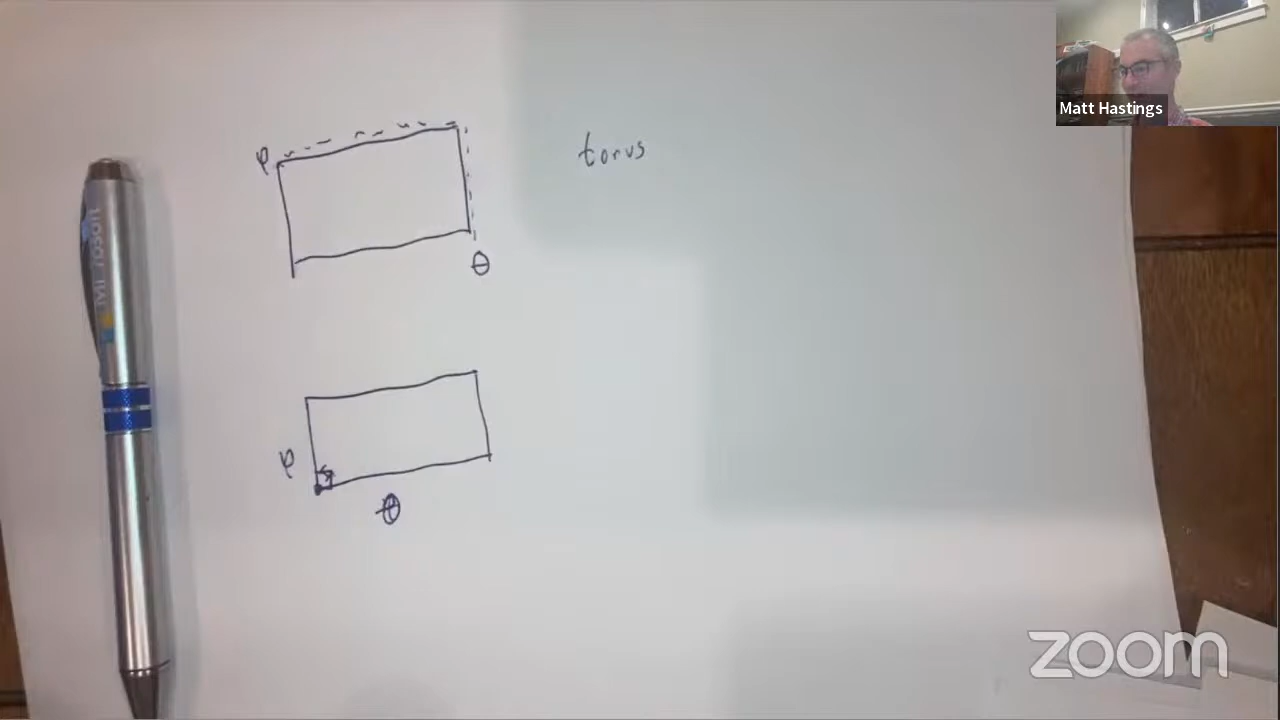 Matt Hastings
φ
torus
θ
φ
θ
zoom